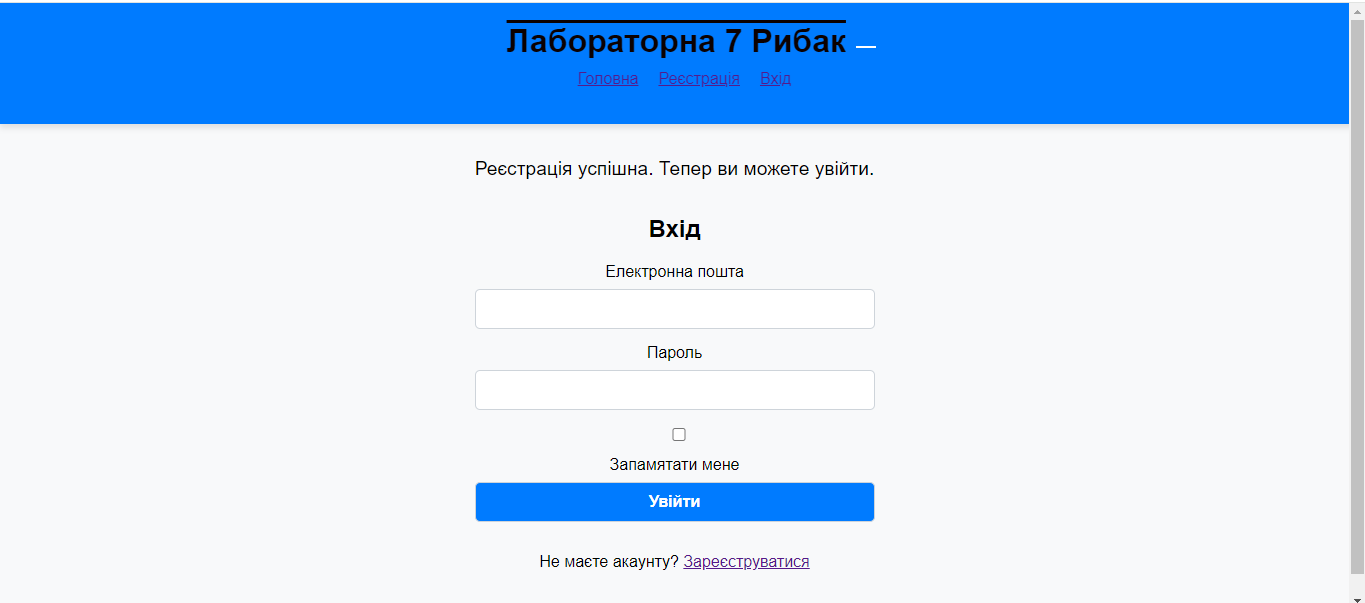 Лабораторна 7 Рибак
Головна Реєстрація Вхід
Реєстрація успішна. Тепер ви можете увійти.
Вхід
Електронна пошта
Пароль
Запамятати мене
Увійти
Не маєте акаунту? Зареєструватися